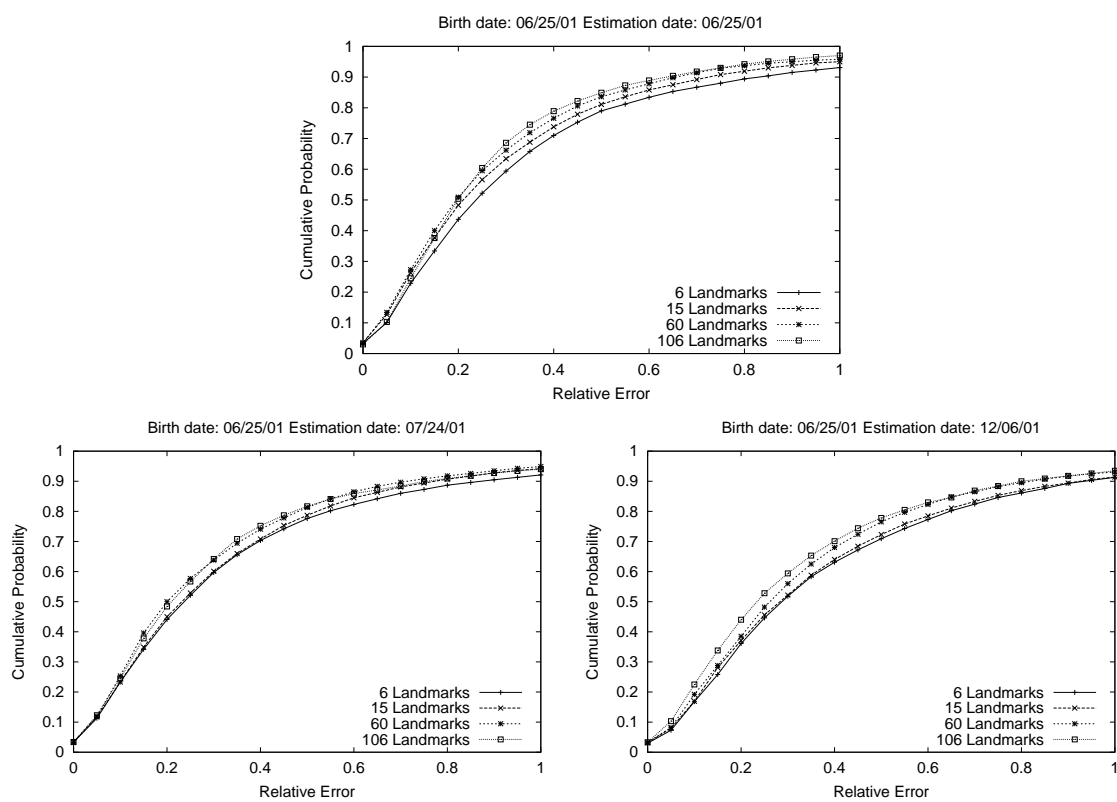 Birth date: 06/25/01 Estimation date: 06/25/01
1
0.9
0.8
0.7
0.6
0.5
0.4
0.3
0.2
0.1
0
Cumulative Probability
6 Landmarks
15 Landmarks
60 Landmarks
106 Landmarks
0 0.2 0.4 0.6 0.8 1
Relative Error
Birth date: 06/25/01 Estimation date: 07/24/01
1
0.9
0.8
0.7
0.6
0.5
0.4
0.3
0.2
0.1
0
Cumulative Probability
6 Landmarks
15 Landmarks
60 Landmarks
106 Landmarks
0 0.2 0.4 0.6 0.8 1
Relative Error
Birth date: 06/25/01 Estimation date: 12/06/01
1
0.9
0.8
0.7
0.6
0.5
0.4
0.3
0.2
0.1
0
Cumulative Probability
6 Landmarks
15 Landmarks
60 Landmarks
106 Landmarks
0 0.2 0.4 0.6 0.8 1
Relative Error